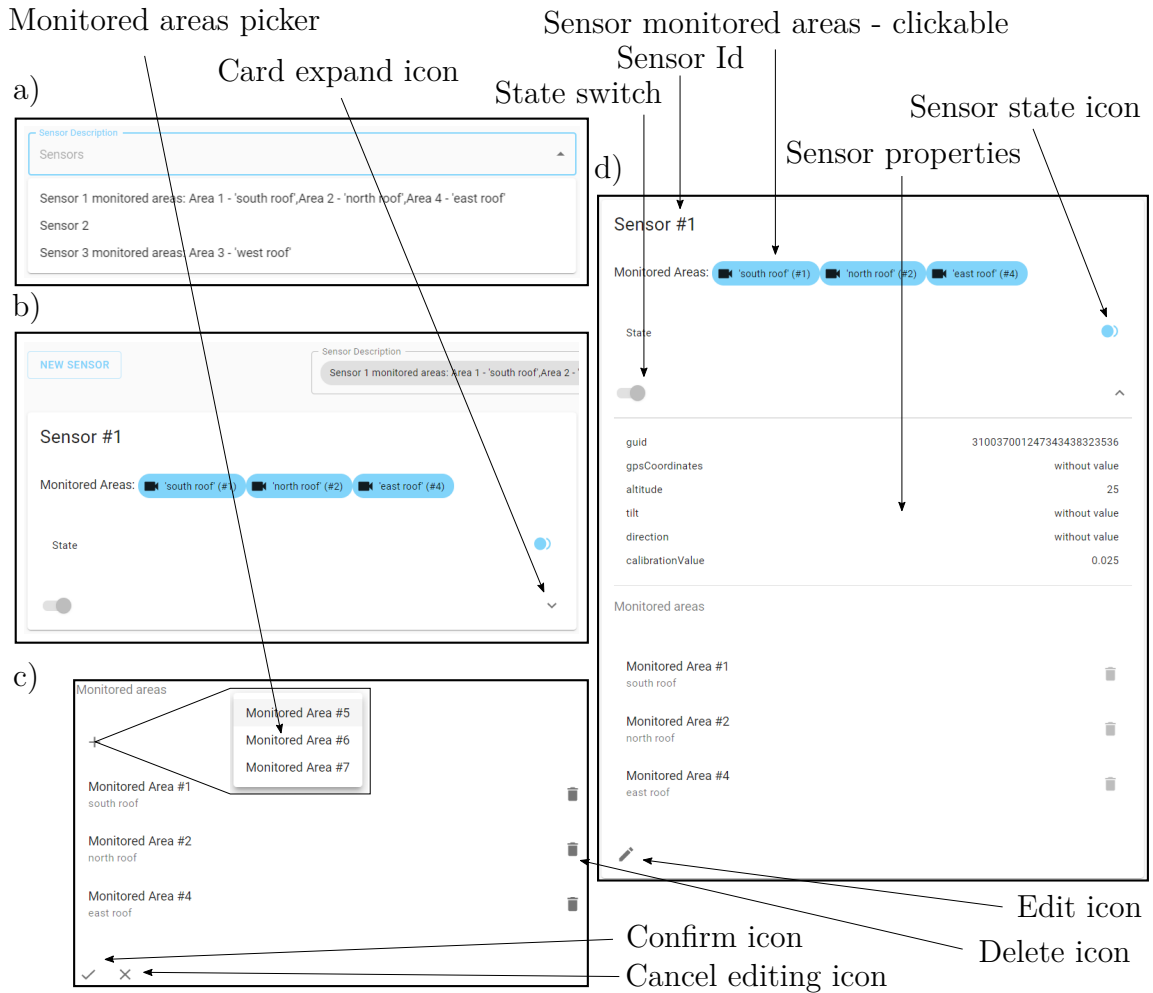 Monitored areas picker
Sensor monitored areas - clickable
Sensor Id
Card expand icon
State switch
Sensor state icon
Sensor properties
a)
Sensor Description
Sensors
Sensor 1 monitored areas: Area 1 - 'south roof',Area 2 - 'north roof',Area 4 - 'east roof'
Sensor 2
Sensor 3 monitored areas: Area 3 - 'west roof'
b)
NEW SENSOR
Sensor Description
Sensor 1 monitored areas: Area 1 - 'south roof',Area 2 - '
Sensor #1
Monitored Areas: 'south roof' (#1) 'north roof' (#2) 'east roof' (#4)
State
c)
Monitored areas
+
Monitored Area #5
Monitored Area #6
Monitored Area #7
Monitored Area #1
south roof
Monitored Area #2
north roof
Monitored Area #4
east roof
Confirm icon
Cancel editing icon
d)
Sensor #1
Monitored Areas: 'south roof' (#1) 'north roof' (#2) 'east roof' (#4)
State
guid 310037001247343438323536
gpsCoordinates without value
altitude 25
tilt without value
direction without value
calibrationValue 0.025
Monitored areas
Monitored Area #1
south roof
Monitored Area #2
north roof
Monitored Area #4
east roof
Edit icon
Delete icon